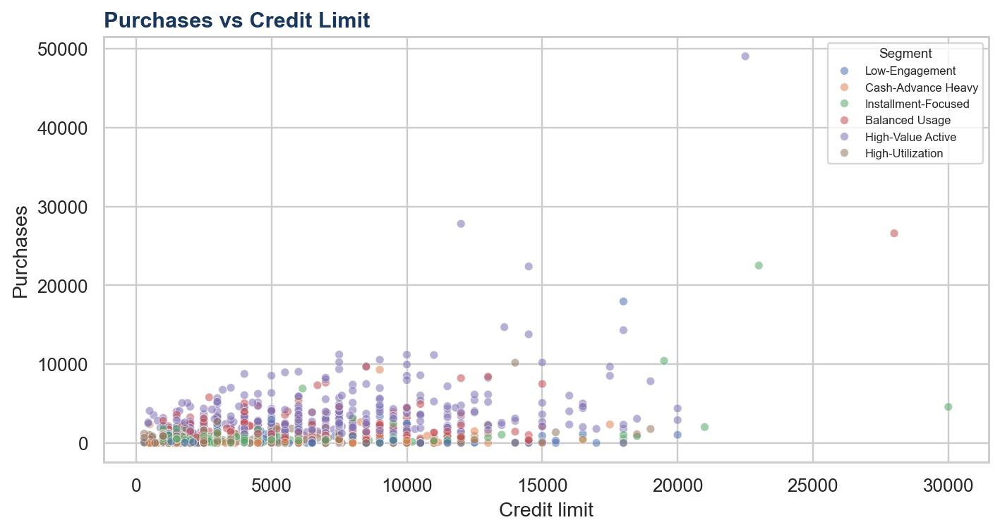 Purchases vs Credit Limit
50000
40000
30000
20000
10000
0
Purchases
Segment
Low-Engagement
Cash-Advance Heavy
Installment-Focused
Balanced Usage
High-Value Active
High-Utilization
0 5000 10000 15000 20000 25000 30000
Credit limit